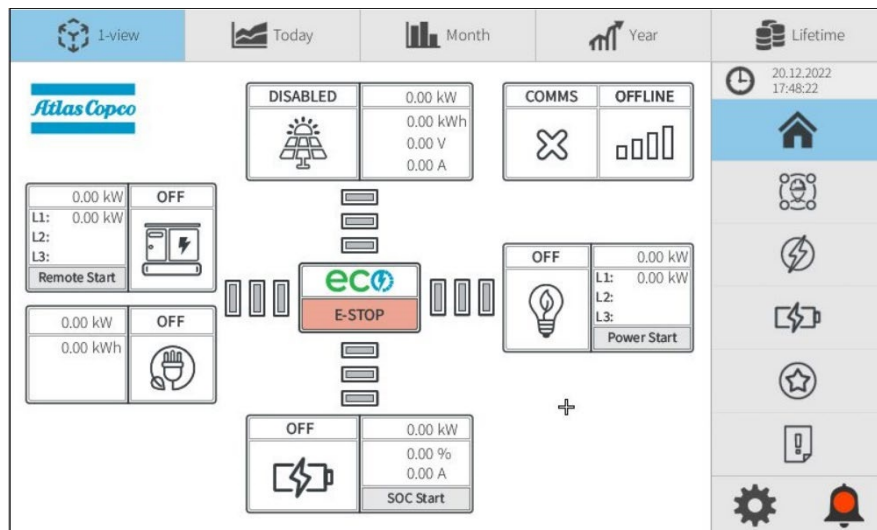 1-view
Today
Month
Year
Lifetime
20.12.2022
17:48:22
Atlas Copco
DISABLED
0.00 kW
0.00 kWh
0.00 V
0.00 A
COMMS
OFFLINE
0.00 kW
OFF
L1: 0.00 kW
L2:
L3:
Remote Start
eco
E-STOP
OFF
0.00 kW
L1: 0.00 kW
L2:
L3:
Power Start
0.00 kW
OFF
0.00 kWh
OFF
0.00 kW
0.00 %
0.00 A
SOC Start